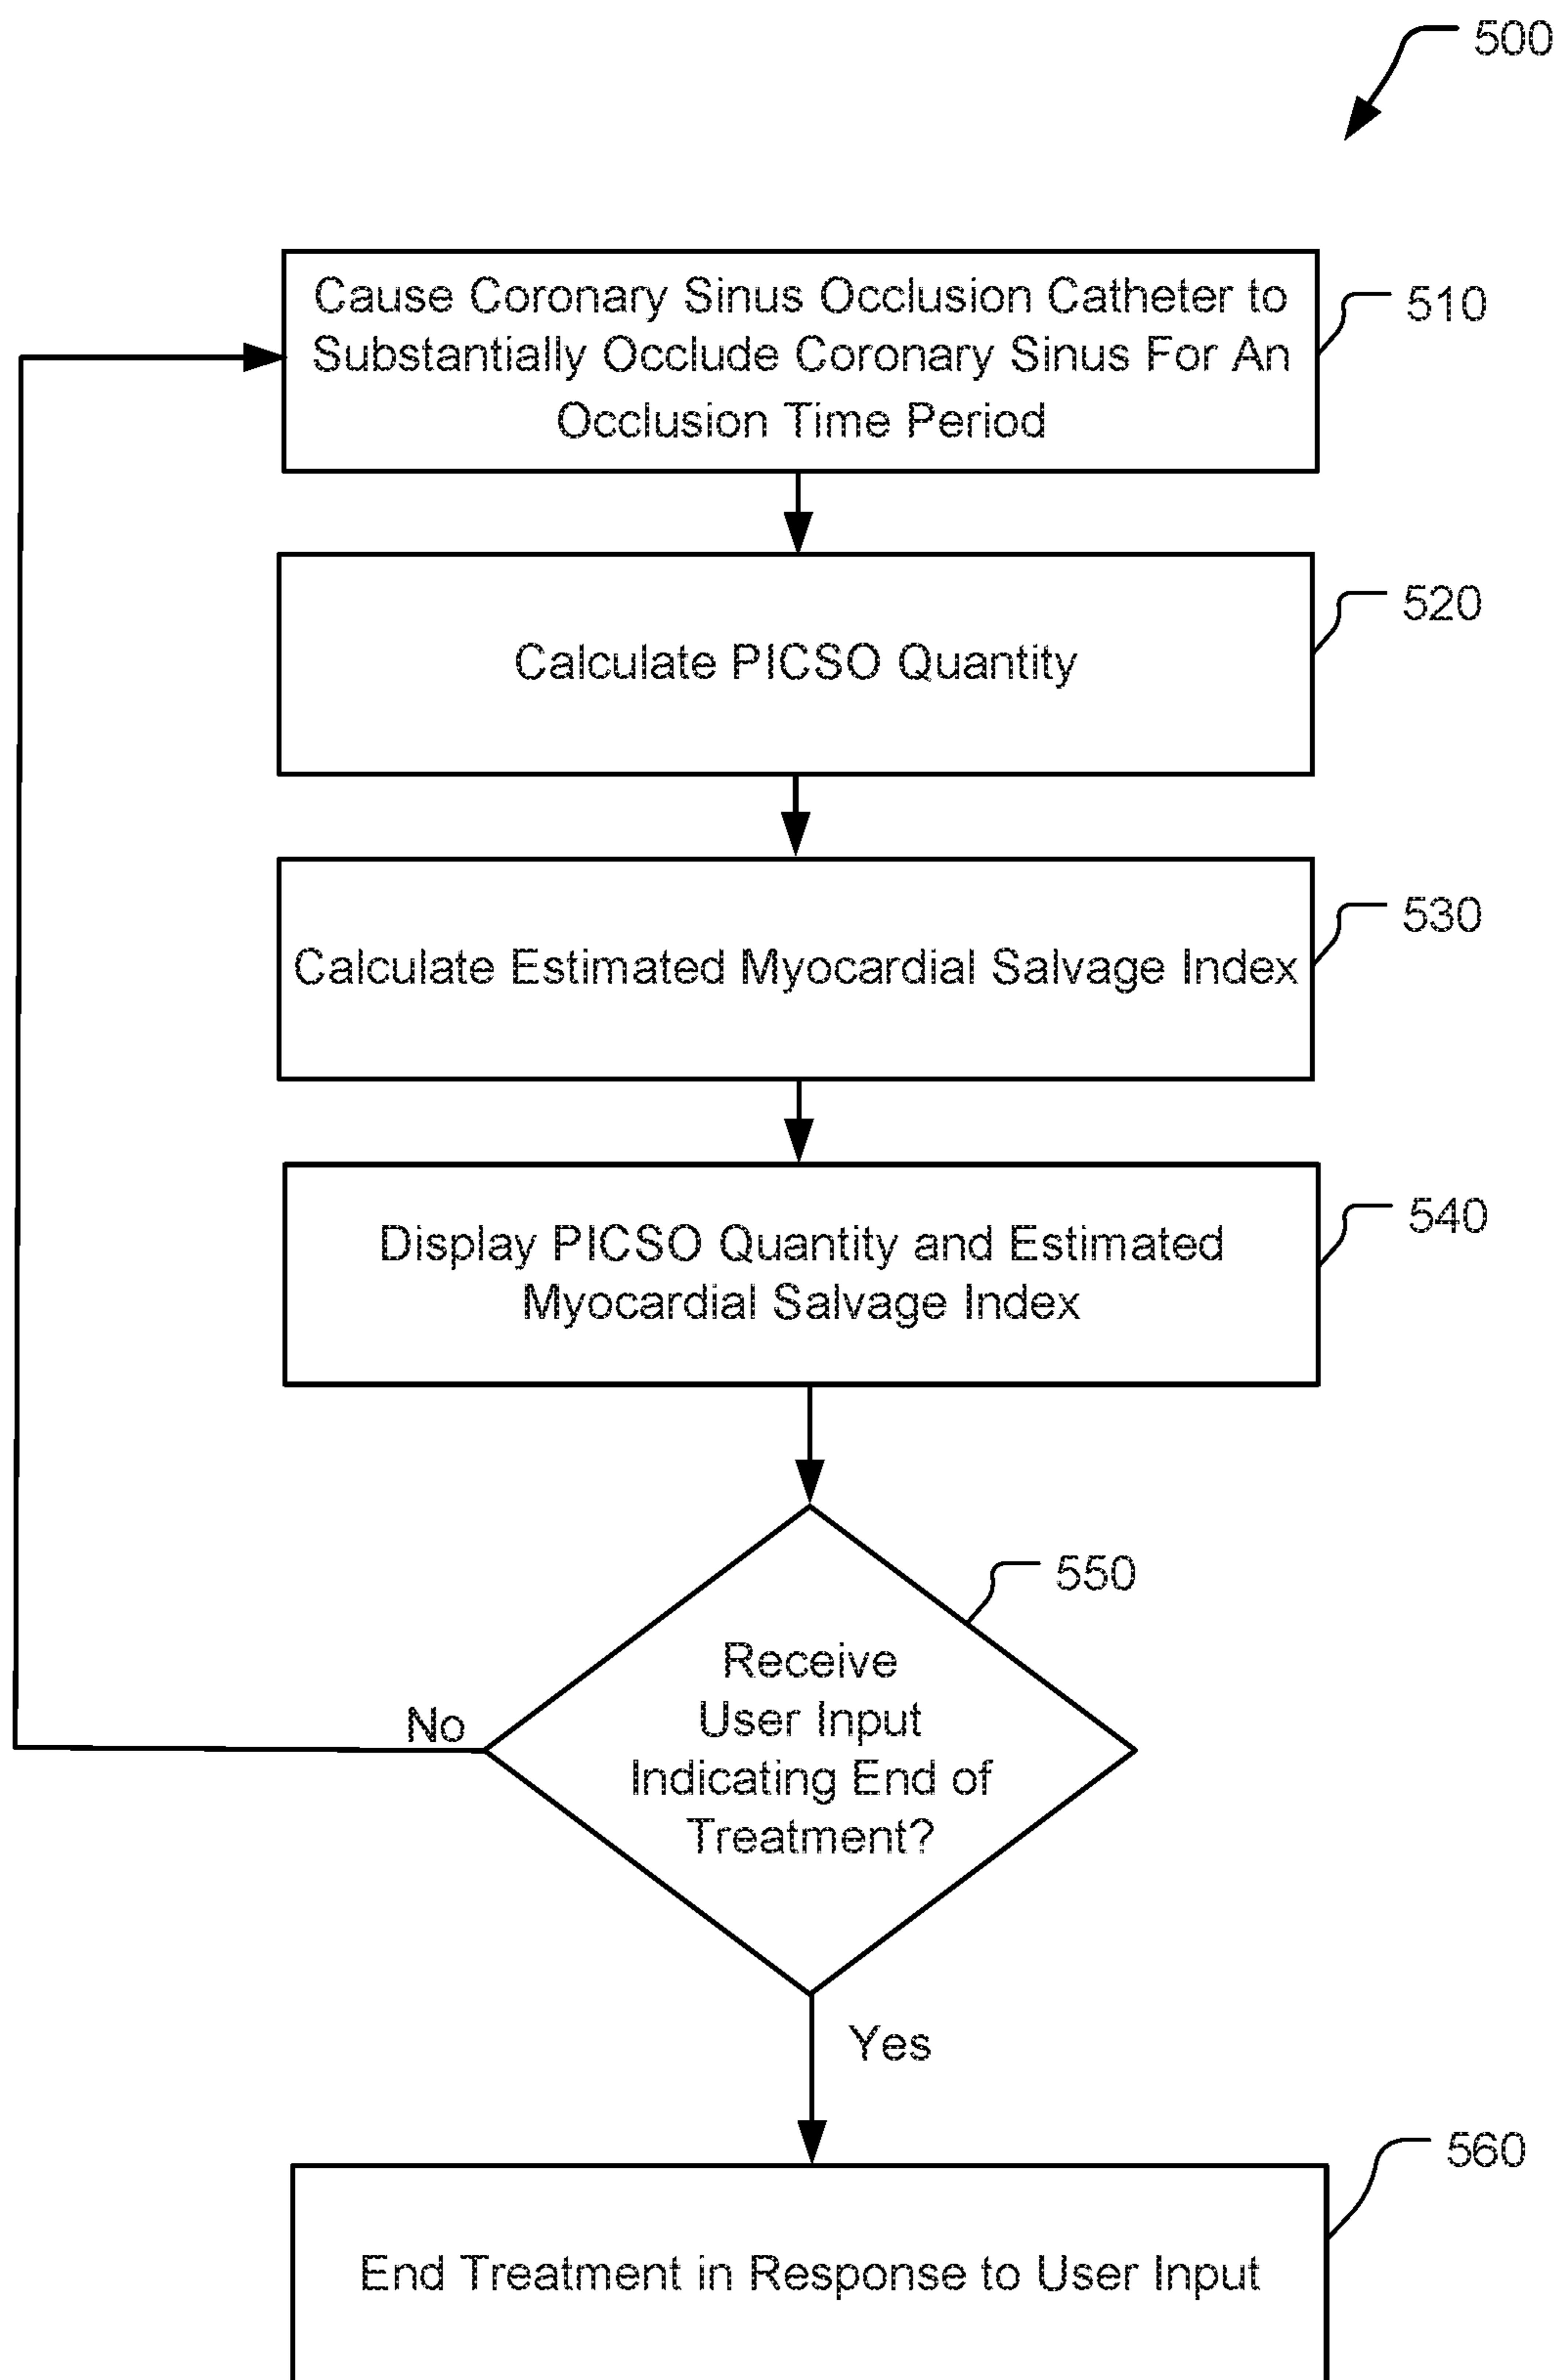 500
Cause Coronary Sinus Occlusion Catheter to
Substantially Occlude Coronary Sinus For An
Occlusion Time Period
510
Calculate PICSO Quantity
520
Calculate Estimated Myocardial Salvage Index
530
Display PICSO Quantity and Estimated
Myocardial Salvage Index
540
550
Receive
User Input
Indicating End of
Treatment?
No
Yes
560
End Treatment in Response to User Input